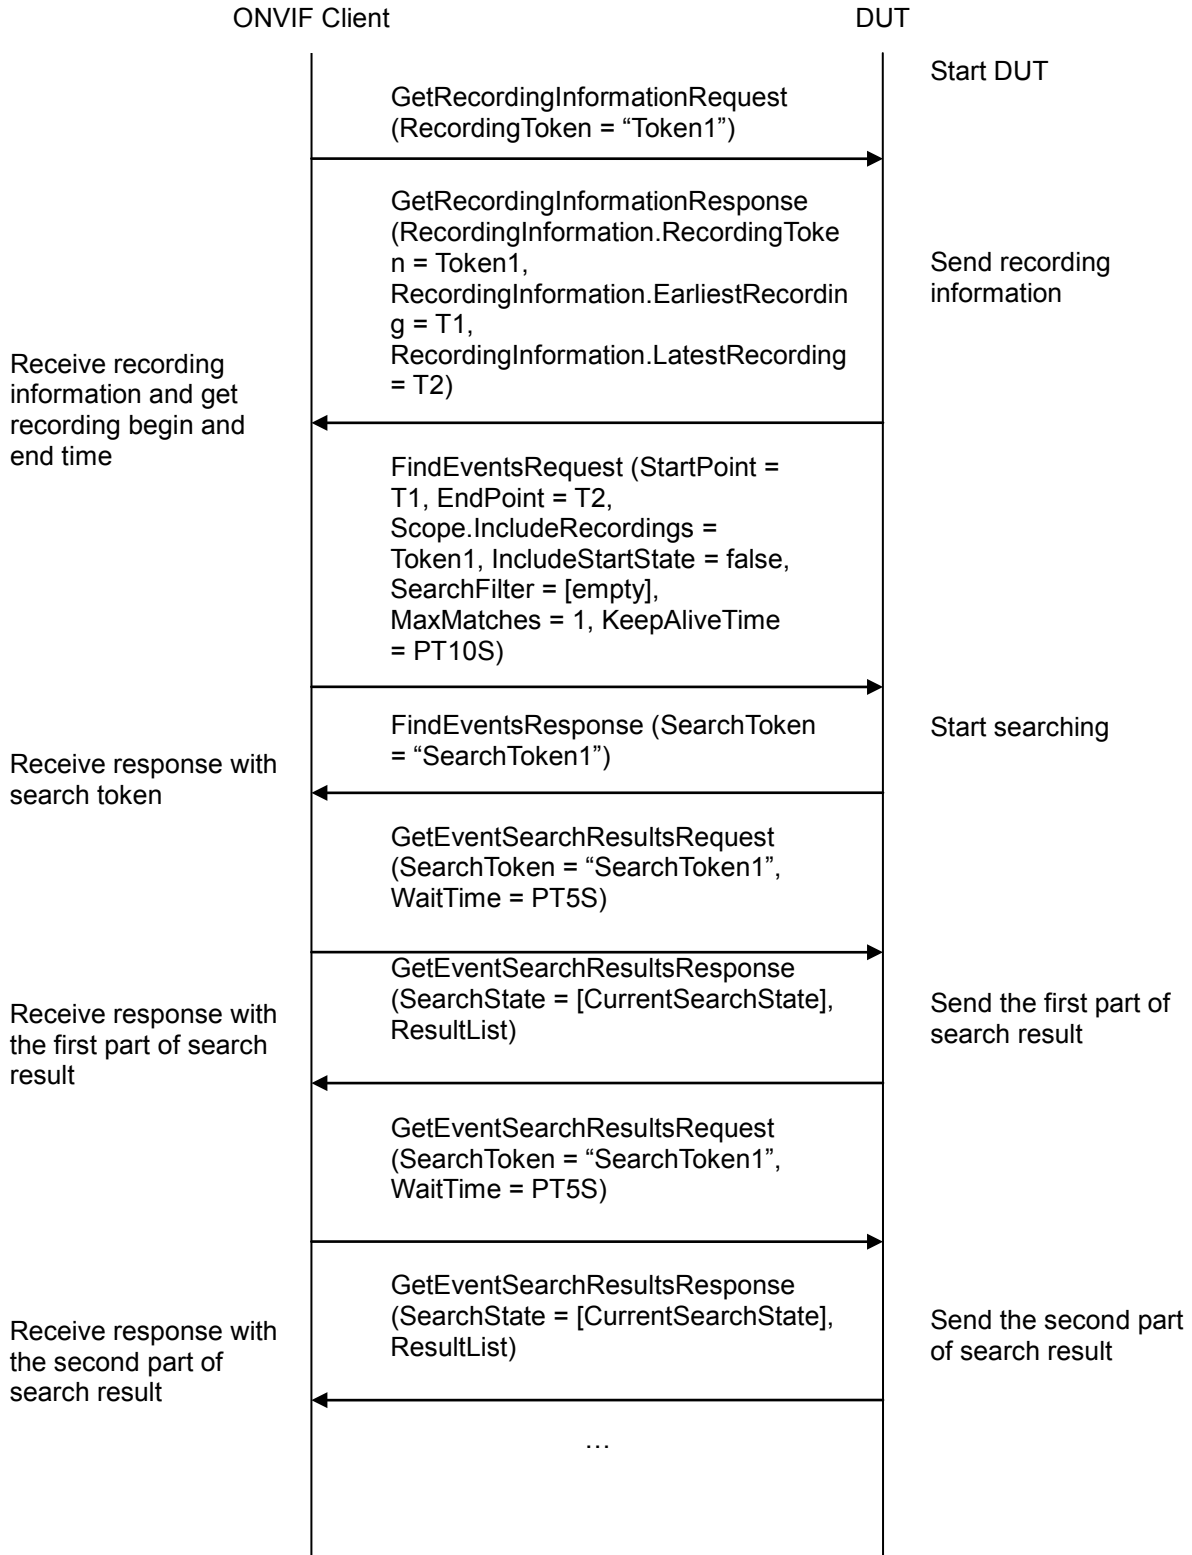 ONVIF Client
DUT
Start DUT
GetRecordingInformationRequest
(RecordingToken = “Token1”)
GetRecordingInformationResponse
(RecordingInformation.RecordingToke
n = Token1,
RecordingInformation.EarliestRecordin
g = T1,
RecordingInformation.LatestRecording
= T2)
Send recording
information
Receive recording
information and get
recording begin and
end time
FindEventsRequest (StartPoint =
T1, EndPoint = T2,
Scope.IncludeRecordings =
Token1, IncludeStartState = false,
SearchFilter = [empty],
MaxMatches = 1, KeepAliveTime
= PT10S)
Start searching
FindEventsResponse (SearchToken
= “SearchToken1”)
Receive response with
search token
GetEventSearchResultsRequest
(SearchToken = “SearchToken1”,
WaitTime = PT5S)
GetEventSearchResultsResponse
(SearchState = [CurrentSearchState],
ResultList)
Send the first part of
search result
Receive response with
the first part of search
result
GetEventSearchResultsRequest
(SearchToken = “SearchToken1”,
WaitTime = PT5S)
GetEventSearchResultsResponse
(SearchState = [CurrentSearchState],
ResultList)
Send the second part
of search result
Receive response with
the second part of
search result
…